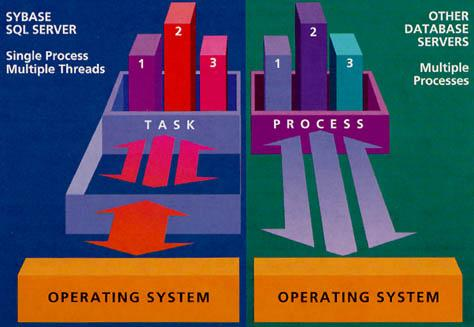 SYBASE
SQL SERVER
Single Process
Multiple Threads
1
2
3
TASK
OPERATING SYSTEM
OTHER
DATABASE
SERVERS
Multiple
Processes
1
2
3
PROCESS
OPERATING SYSTEM